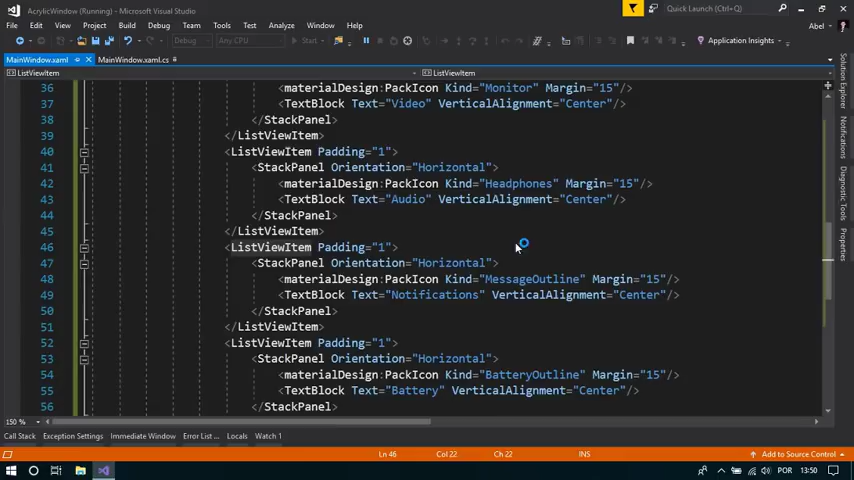 AcrylicWindow (Running) - Microsoft Visual Studio
Quick Launch (Ctrl+Q)
File Edit View Project Build Debug Team Tools Test Analyze Window Help
Abel
Debug Any CPU Start Application Insights
MainWindow.xaml MainWindow.xaml.cs
ListViewItem ListViewItem
36 <materialDesign:PackIcon Kind="Monitor" Margin="15"/>
37 <TextBlock Text="Video" VerticalAlignment="Center"/>
38 </StackPanel>
39 </ListViewItem>
40 <ListViewItem Padding="1">
41 <StackPanel Orientation="Horizontal">
42 <materialDesign:PackIcon Kind="Headphones" Margin="15"/>
43 <TextBlock Text="Audio" VerticalAlignment="Center"/>
44 </StackPanel>
45 </ListViewItem>
46 <ListViewItem Padding="1">
47 <StackPanel Orientation="Horizontal">
48 <materialDesign:PackIcon Kind="MessageOutline" Margin="15"/>
49 <TextBlock Text="Notifications" VerticalAlignment="Center"/>
50 </StackPanel>
51 </ListViewItem>
52 <ListViewItem Padding="1">
53 <StackPanel Orientation="Horizontal">
54 <materialDesign:PackIcon Kind="BatteryOutline" Margin="15"/>
55 <TextBlock Text="Battery" VerticalAlignment="Center"/>
56 </StackPanel>
Solution Explorer
Notifications
Properties
150 %
Call Stack Exception Settings Immediate Window Error List ... Locals Watch 1
Ln 46 Col 22 Ch 22 INS Add to Source Control
POR 13:50